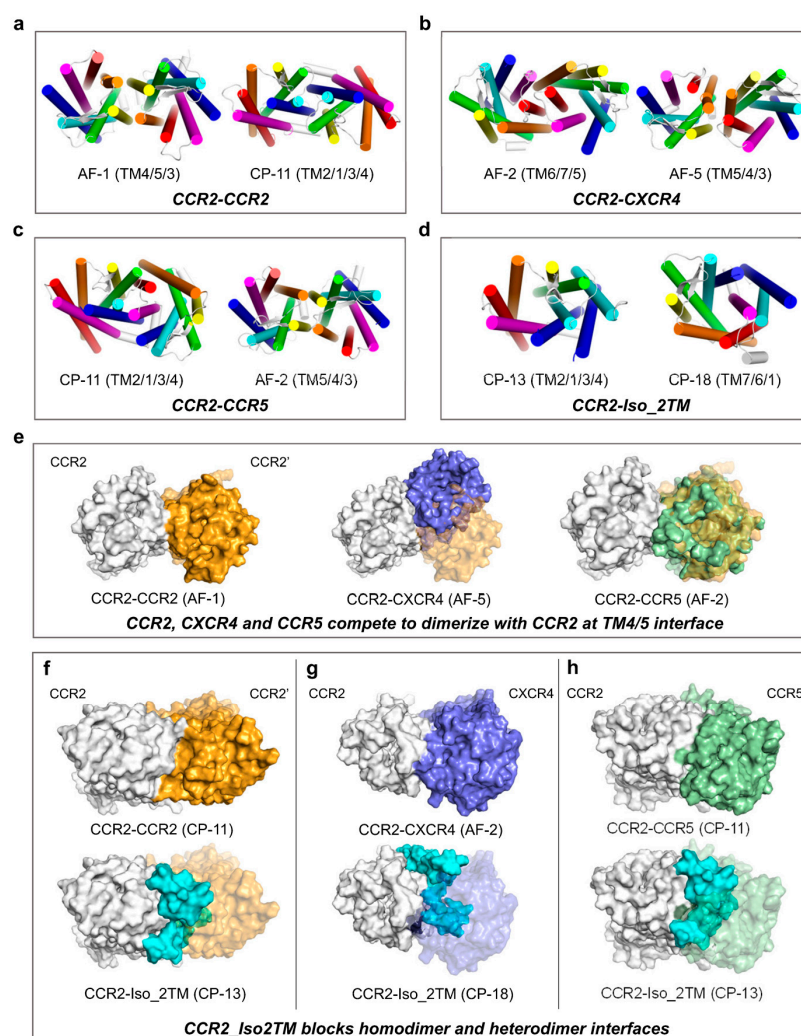 a
b
AF-1 (TM4/5/3)
CP-11 (TM2/1/3/4)
CCR2-CCR2
AF-2 (TM6/7/5)
AF-5 (TM5/4/3)
CCR2-CXCR4
c
d
CP-11 (TM2/1/3/4)
AF-2 (TM5/4/3)
CCR2-CCR5
CP-13 (TM2/1/3/4)
CP-18 (TM7/6/1)
CCR2-Iso_2TM
e
CCR2
CCR2'
CCR2-CCR2 (AF-1)
CCR2-CXCR4 (AF-5)
CCR2-CCR5 (AF-2)
CCR2, CXCR4 and CCR5 compete to dimerize with CCR2 at TM4/5 interface
f
CCR2
CCR2'
CCR2-CCR2 (CP-11)
CCR2-Iso_2TM (CP-13)
g
CCR2
CXCR4
CCR2-CXCR4 (AF-2)
CCR2-Iso_2TM (CP-18)
h
CCR2
CCR5
CCR2-CCR5 (CP-11)
CCR2-Iso_2TM (CP-13)
CCR2_Iso2TM blocks homodimer and heterodimer interfaces